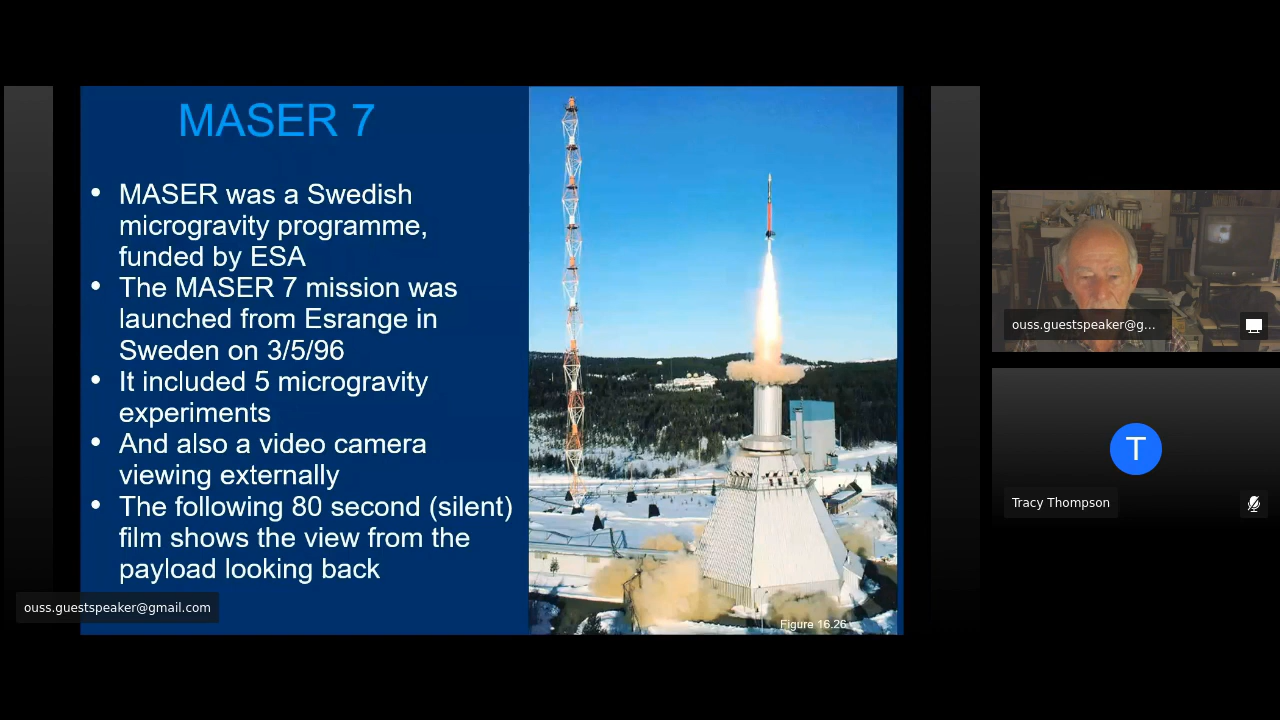 MASER 7
• MASER was a Swedish
microgravity programme,
funded by ESA
• The MASER 7 mission was
launched from Esrange in
Sweden on 3/5/96
• It included 5 microgravity
experiments
• And also a video camera
viewing externally
• The following 80 second (silent)
film shows the view from the
payload looking back
Figure 16.26
ouss.guestspeaker@gmail.com
ouss.guestspeaker@g...
T
Tracy Thompson